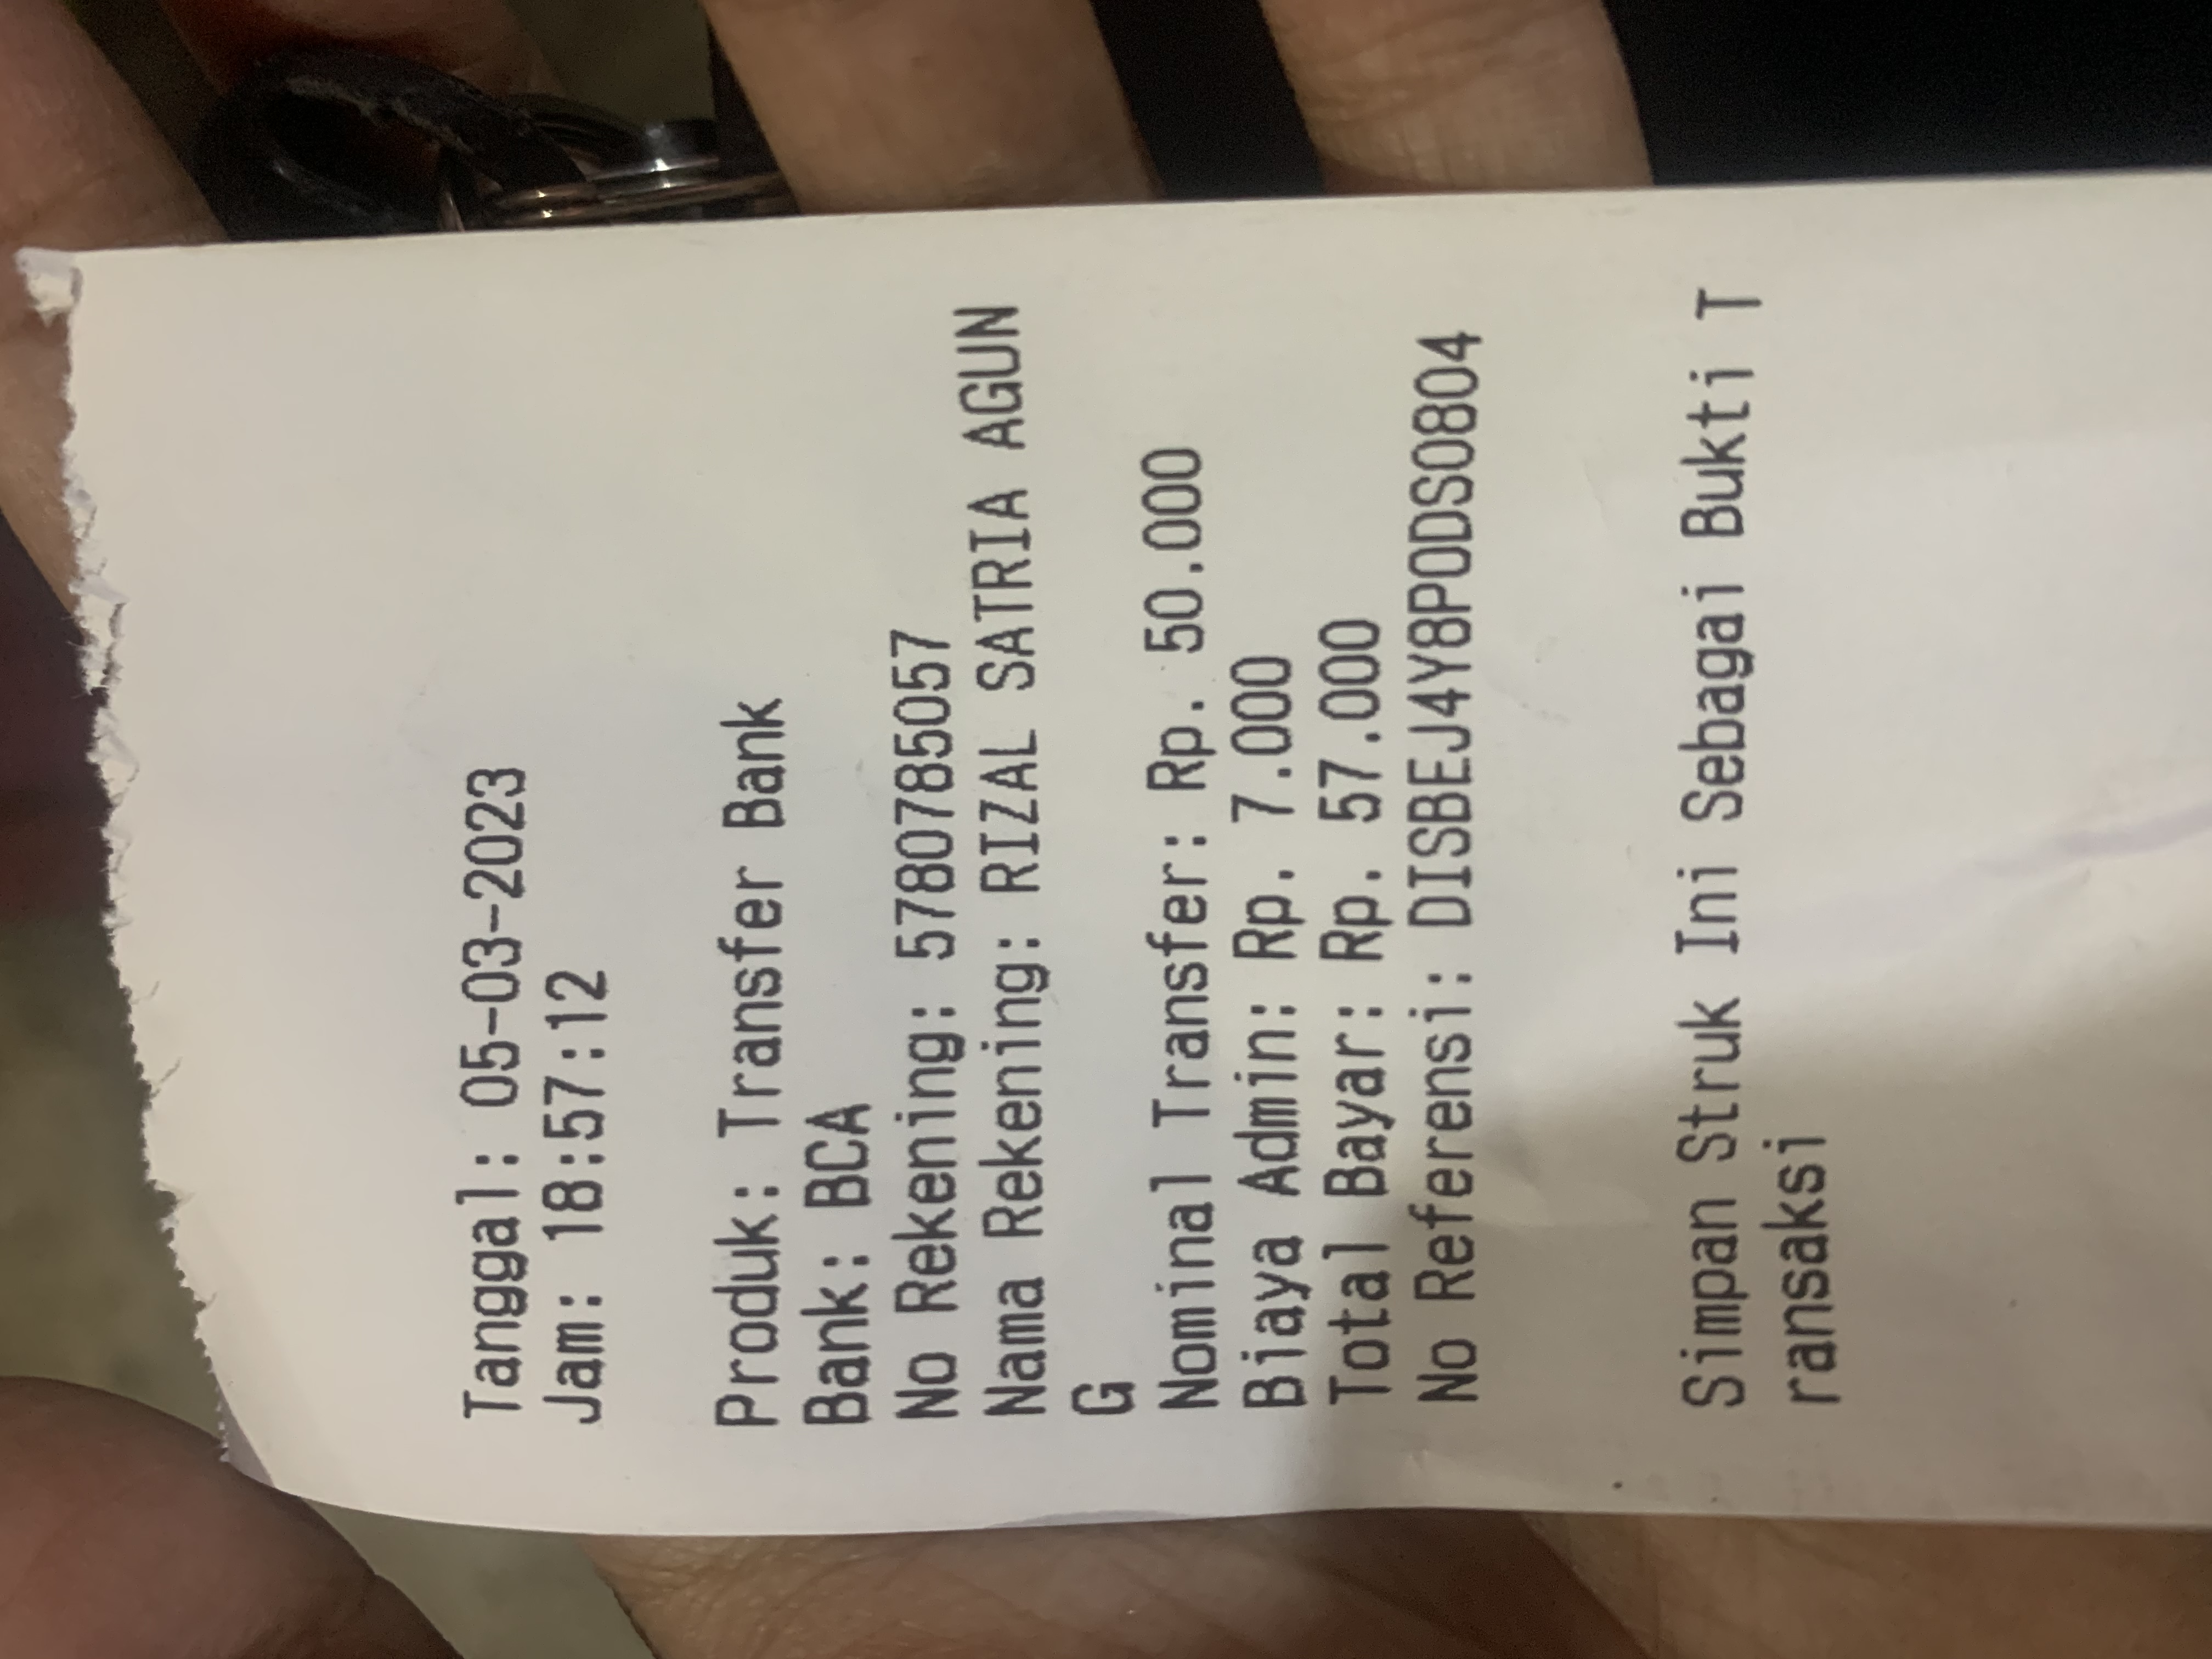 Tanggal: 05-03-2023
Jam: 18:57:12
Produk: Transfer Bank
Bank: BCA
No Rekening: 5780785057
Nama Rekening: RIZAL SATRIA AGUN
G
Nominal Transfer: Rp. 50.000
Biaya Admin: Rp. 7.000
Total Bayar: Rp. 57.000
No Referensi: DISBEJ4Y8PODS0804
Simpan Struk Ini Sebagai Bukti T
ransaksi